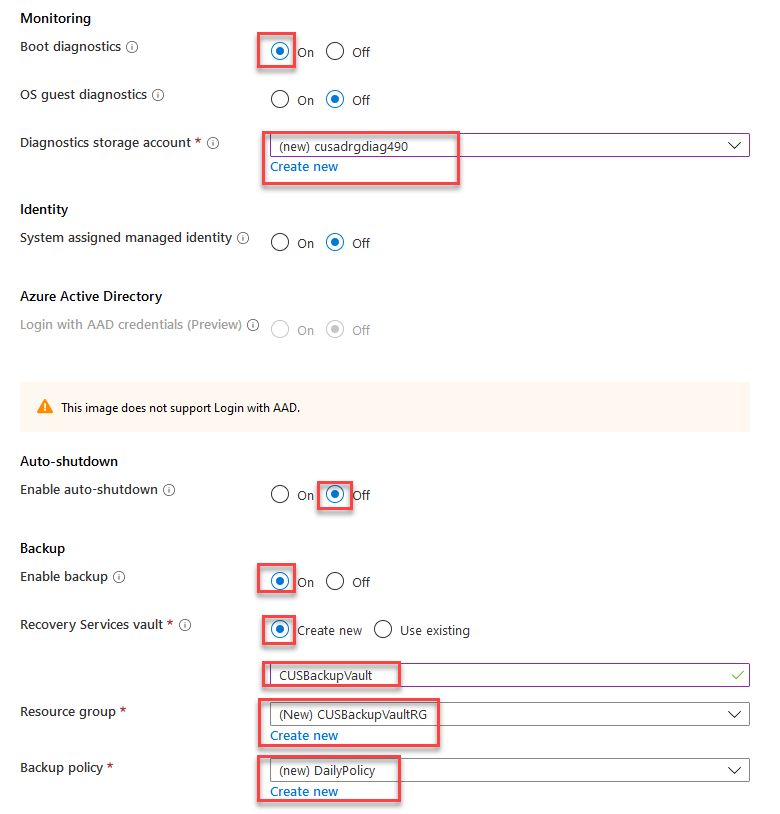 Monitoring
Boot diagnostics
On Off
OS guest diagnostics
On Off
Diagnostics storage account *
(new) cusadrgdiag490
Create new
Identity
System assigned managed identity
On Off
Azure Active Directory
Login with AAD credentials (Preview)
On Off
This image does not support Login with AAD.
Auto-shutdown
Enable auto-shutdown
On Off
Backup
Enable backup
On Off
Recovery Services vault *
Create new Use existing
CUSBackupVault
Resource group *
(New) CUSBackupVaultRG
Create new
Backup policy *
(new) DailyPolicy
Create new